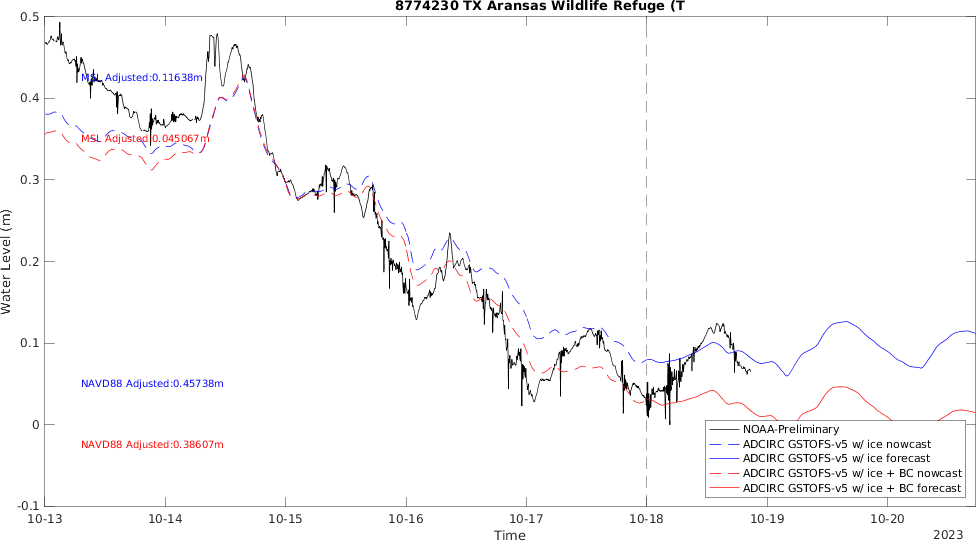 8774230 TX Aransas Wildlife Refuge (T
0.5
0.4
0.3
0.2
0.1
0
-0.1
Water Level (m)
MSL Adjusted:0.11638m
MSL Adjusted:0.045067m
NAVD88 Adjusted:0.45738m
NAVD88 Adjusted:0.38607m
NOAA-Preliminary
ADCIRC GSTOFS-v5 w/ ice nowcast
ADCIRC GSTOFS-v5 w/ ice forecast
ADCIRC GSTOFS-v5 w/ ice + BC nowcast
ADCIRC GSTOFS-v5 w/ ice + BC forecast
10-13 10-14 10-15 10-16 10-17 10-18 10-19 10-20
Time
2023